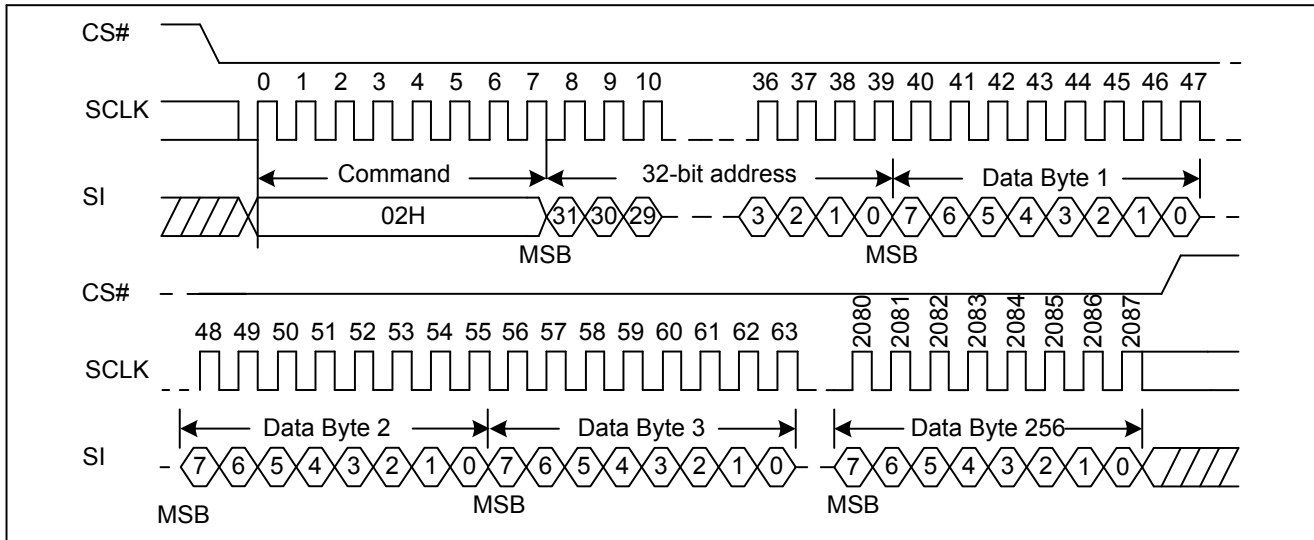 CS#
0 1 2 3 4 5 6 7 8 9 10 36 37 38 39 40 41 42 43 44 45 46 47
SCLK
Command 32-bit address Data Byte 1
SI
02H 31 30 29 3 2 1 0 7 6 5 4 3 2 1 0
MSB MSB
CS#
48 49 50 51 52 53 54 55 56 57 58 59 60 61 62 63 2080 2081 2082 2083 2084 2085 2086 2087
SCLK
Data Byte 2 Data Byte 3 Data Byte 256
SI
7 6 5 4 3 2 1 0 7 6 5 4 3 2 1 0 7 6 5 4 3 2 1 0
MSB MSB MSB